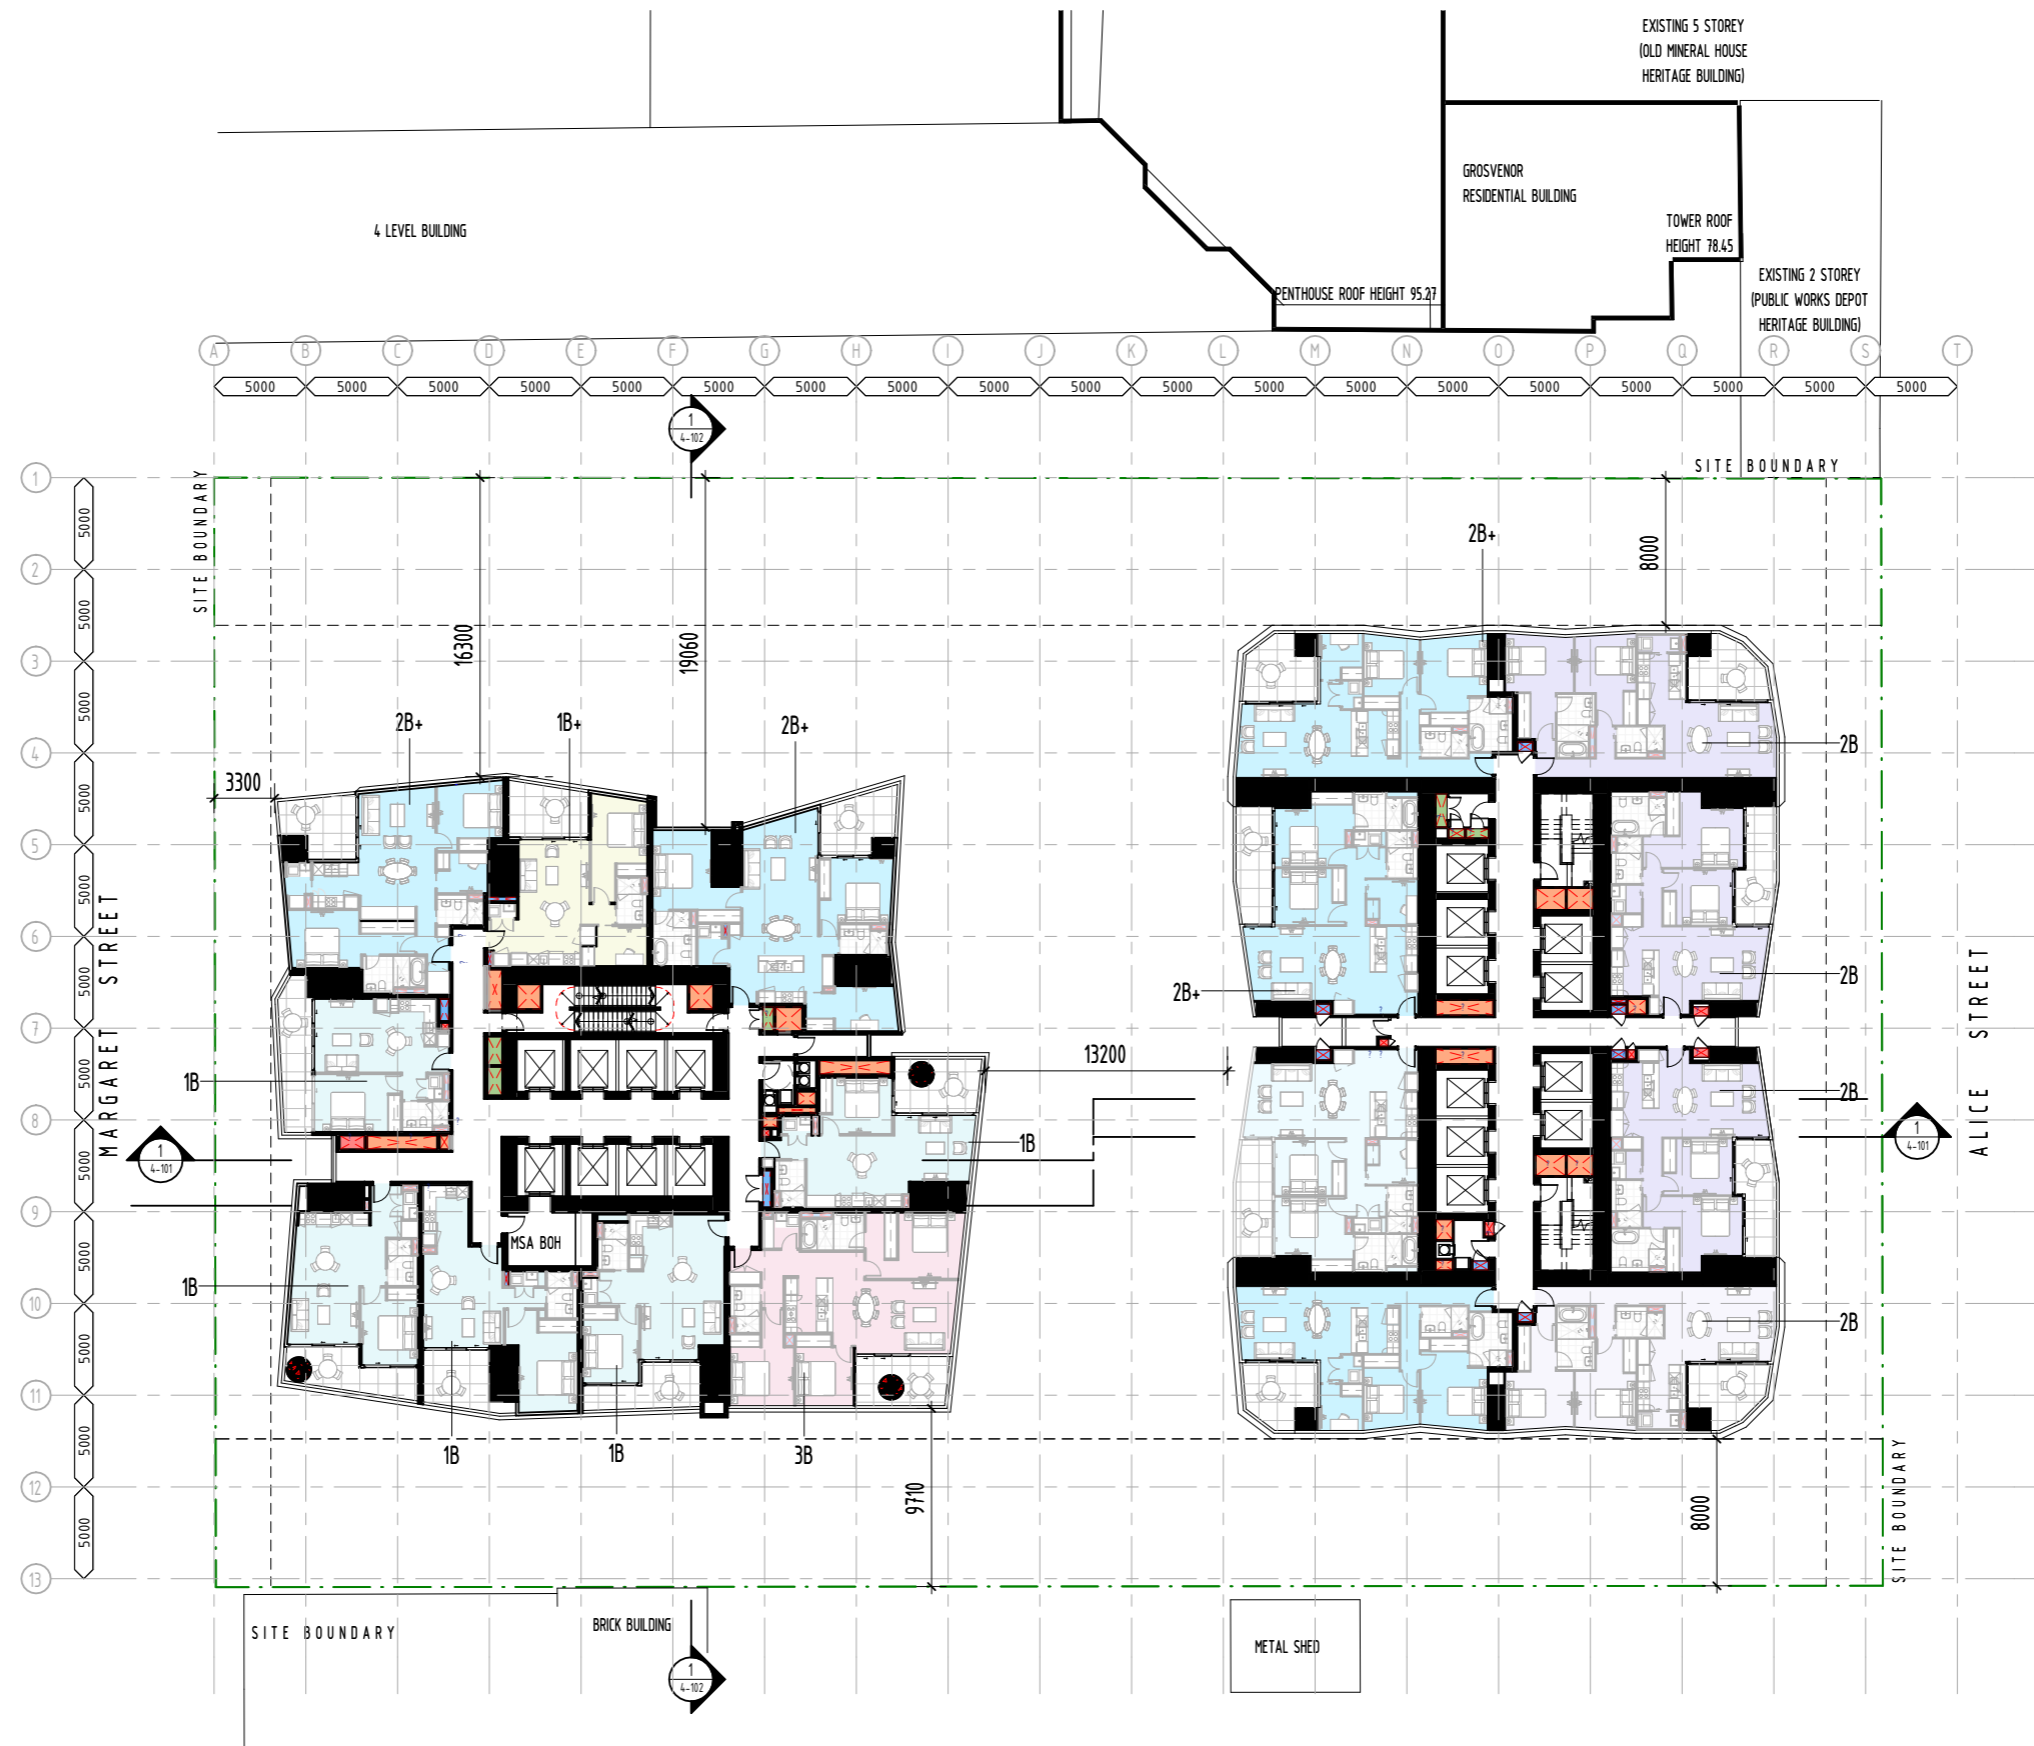 EXISTING 5 STOREY
(OLD MINERAL HOUSE
HERITAGE BUILDING)
GROSVENOR
RESIDENTIAL BUILDING
TOWER ROOF
HEIGHT 78.45
4 LEVEL BUILDING
EXISTING 2 STOREY
(PUBLIC WORKS DEPOT
HERITAGE BUILDING)
PENTHOUSE ROOF HEIGHT 95.27
A B C D E F G H I J K L M N O P Q R S T
5000 5000 5000 5000 5000 5000 5000 5000 5000 5000 5000 5000 5000 5000 5000 5000 5000 5000 5000
1
4-102
SITE BOUNDARY
SITE BOUNDARY
1
2
3
4
5
6
7
8
9
10
11
12
13
5000
5000
5000
5000
5000
5000
5000
5000
5000
5000
5000
5000
2B+
8000
16300
19060
2B+
1B+
2B+
2B
3300
MARGARET STREET
ALICE STREET
2B
2B+
13200
1B
2B
1B
1
4-101
1
4-101
MSA BOH
1B
2B
1B
1B
3B
9710
8000
SITE BOUNDARY
SITE BOUNDARY
BRICK BUILDING
METAL SHED
1
4-102